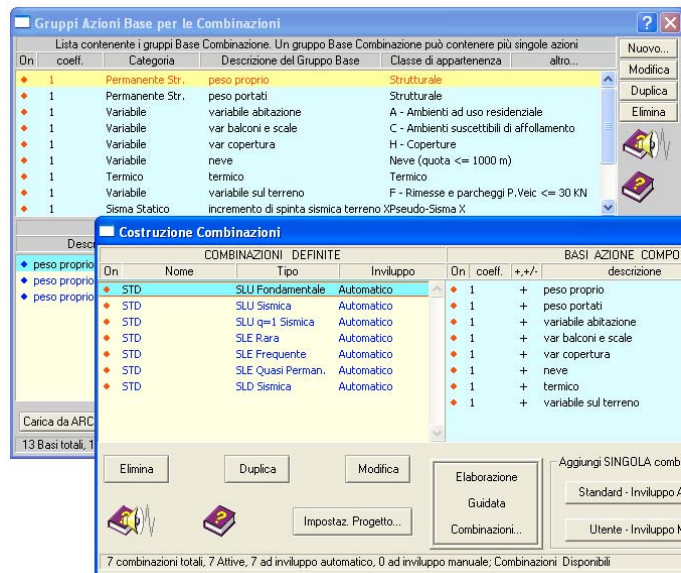 Gruppi Azioni Base per le Combinazioni
Lista contenente i gruppi Base Combinazione. Un gruppo Base Combinazione può contenere più singole azioni
On coeff. Categoria Descrizione del Gruppo Base Classe di appartenenza altro...
1 Permanente Str. peso proprio Strutturale
1 Permanente Str. peso portati Strutturale
1 Variabile variabile abitazione A - Ambienti ad uso residenziale
1 Variabile var balconi e scale C - Ambienti suscettibili di affollamento
1 Variabile var copertura H - Coperture
1 Variabile neve Neve (quota <= 1000 m)
1 Termico termico Termico
1 Variabile variabile sul terreno F - Rimesse e parcheggi P.Veic <= 30 KN
1 Sisma Statico incremento di spinta sismica terreno XPseudo-Sisma X
Nuovo...
Modifica
Duplica
Elimina
Descr
peso proprio
peso proprio
peso proprio
Carica da ARC
13 Basi totali, 1
Costruzione Combinazioni
COMBINAZIONI DEFINITE
On Nome Tipo Inviluppo
STD SLU Fondamentale Automatico
STD SLU Sismica Automatico
STD SLU q=1 Sismica Automatico
STD SLE Rara Automatico
STD SLE Frequente Automatico
STD SLE Quasi Perman. Automatico
STD SLD Sismica Automatico
BASI AZIONE COMPO
On coeff. +,+/- descrizione
1 + peso proprio
1 + peso portati
1 + variabile abitazione
1 + var balconi e scale
1 + var copertura
1 + neve
1 + termico
1 + variabile sul terreno
Elimina
Duplica
Modifica
Impostaz. Progetto...
Elaborazione
Guidata
Combinazioni...
Aggiungi SINGOLA comb
Standard - Inviluppo A
Utente - Inviluppo M
7 combinazioni totali, 7 Attive, 7 ad inviluppo automatico, 0 ad inviluppo manuale; Combinazioni Disponibili